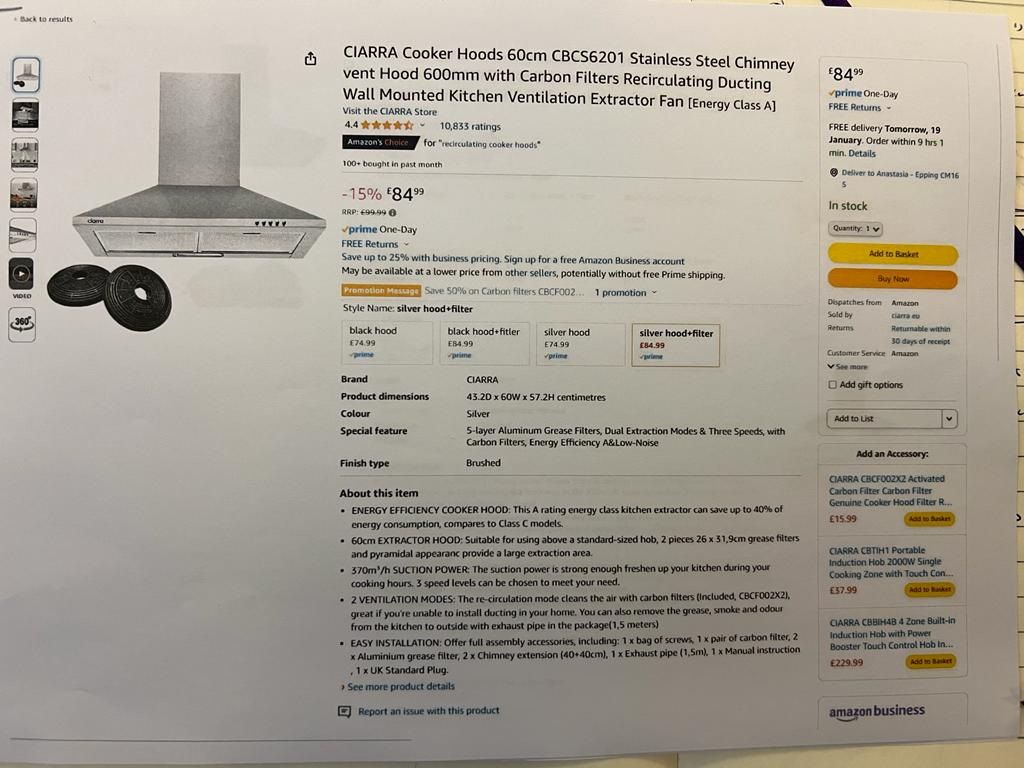 ‹ Back to results
CIARRA Cooker Hoods 60cm CBCS6201 Stainless Steel Chimney
vent Hood 600mm with Carbon Filters Recirculating Ducting
Wall Mounted Kitchen Ventilation Extractor Fan [Energy Class A]
Visit the CIARRA Store
4.4 10,833 ratings
Amazon's Choice for "recirculating cooker hoods"
100+ bought in past month
-15% £84⁹⁹
RRP: £99.99
prime One-Day
FREE Returns
Save up to 25% with business pricing. Sign up for a free Amazon Business account
May be available at a lower price from other sellers, potentially without free Prime shipping.
Promotion Message Save 50% on Carbon filters CBCF002... 1 promotion
Style Name: silver hood+filter
black hood
£74.99
prime
black hood+fitler
£84.99
prime
silver hood
£74.99
prime
silver hood+filter
£84.99
prime
Brand CIARRA
Product dimensions 43.2D x 60W x 57.2H centimetres
Colour Silver
Special feature 5-layer Aluminum Grease Filters, Dual Extraction Modes & Three Speeds, with
Carbon Filters, Energy Efficiency A&Low-Noise
Finish type Brushed
About this item
• ENERGY EFFICIENCY COOKER HOOD: This A rating energy class kitchen extractor can save up to 40% of
energy consumption, compares to Class C models.
• 60cm EXTRACTOR HOOD: Suitable for using above a standard-sized hob, 2 pieces 26 x 31,9cm grease filters
and pyramidal appearanc provide a large extraction area.
• 370m³/h SUCTION POWER: The suction power is strong enough freshen up your kitchen during your
cooking hours. 3 speed levels can be chosen to meet your need.
• 2 VENTILATION MODES: The re-circulation mode cleans the air with carbon filters (Included, CBCF002X2),
great if you're unable to install ducting in your home. You can also remove the grease, smoke and odour
from the kitchen to outside with exhaust pipe in the package(1,5 meters)
• EASY INSTALLATION: Offer full assembly accessories, including: 1 x bag of screws, 1 x pair of carbon filter, 2
x Aluminium grease filter, 2 x Chimney extension (40+40cm), 1 x Exhaust pipe (1,5m), 1 x Manual instruction
, 1 x UK Standard Plug.
› See more product details
Report an issue with this product
ciarra
VIDEO
360°
£84⁹⁹
prime One-Day
FREE Returns
FREE delivery Tomorrow, 19
January. Order within 9 hrs 1
min. Details
Deliver to Anastasia - Epping CM16
5
In stock
Quantity: 1
Add to Basket
Buy Now
Dispatches from Amazon
Sold by ciarra eu
Returns Returnable within
30 days of receipt
Customer Service Amazon
See more
Add gift options
Add to List
Add an Accessory:
CIARRA CBCF002X2 Activated
Carbon Filter Carbon Filter
Genuine Cooker Hood Filter R...
£15.99 Add to Basket
CIARRA CBTIH1 Portable
Induction Hob 2000W Single
Cooking Zone with Touch Con...
£37.99 Add to Basket
CIARRA CBBIH4B 4 Zone Built-in
Induction Hob with Power
Booster Touch Control Hob In...
£229.99 Add to Basket
amazon business